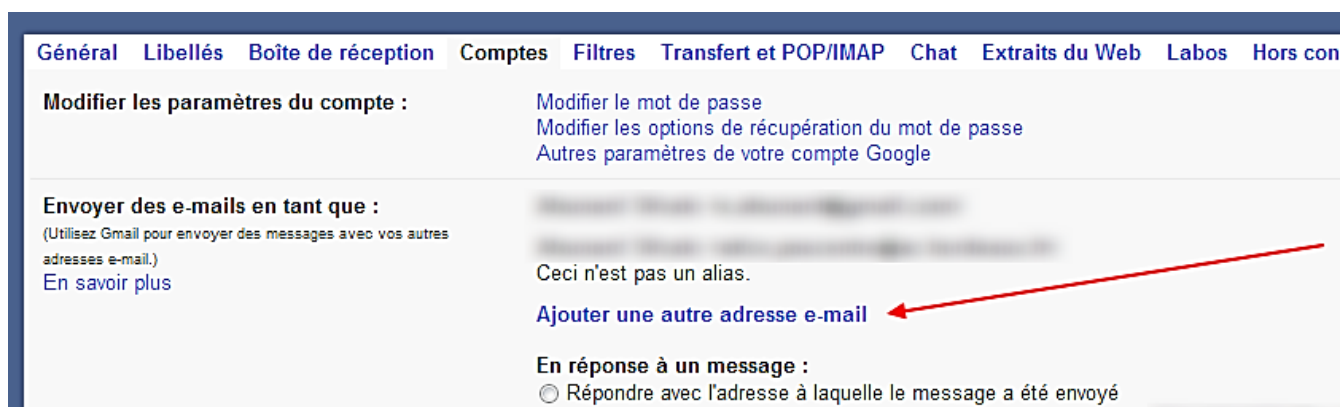 Général Libellés Boîte de réception Comptes Filtres Transfert et POP/IMAP Chat Extraits du Web Labos Hors con
Modifier les paramètres du compte :
Modifier le mot de passe
Modifier les options de récupération du mot de passe
Autres paramètres de votre compte Google
Envoyer des e-mails en tant que :
(Utilisez Gmail pour envoyer des messages avec vos autres
adresses e-mail.)
En savoir plus
Ceci n'est pas un alias.
Ajouter une autre adresse e-mail
En réponse à un message :
Répondre avec l'adresse à laquelle le message a été envoyé